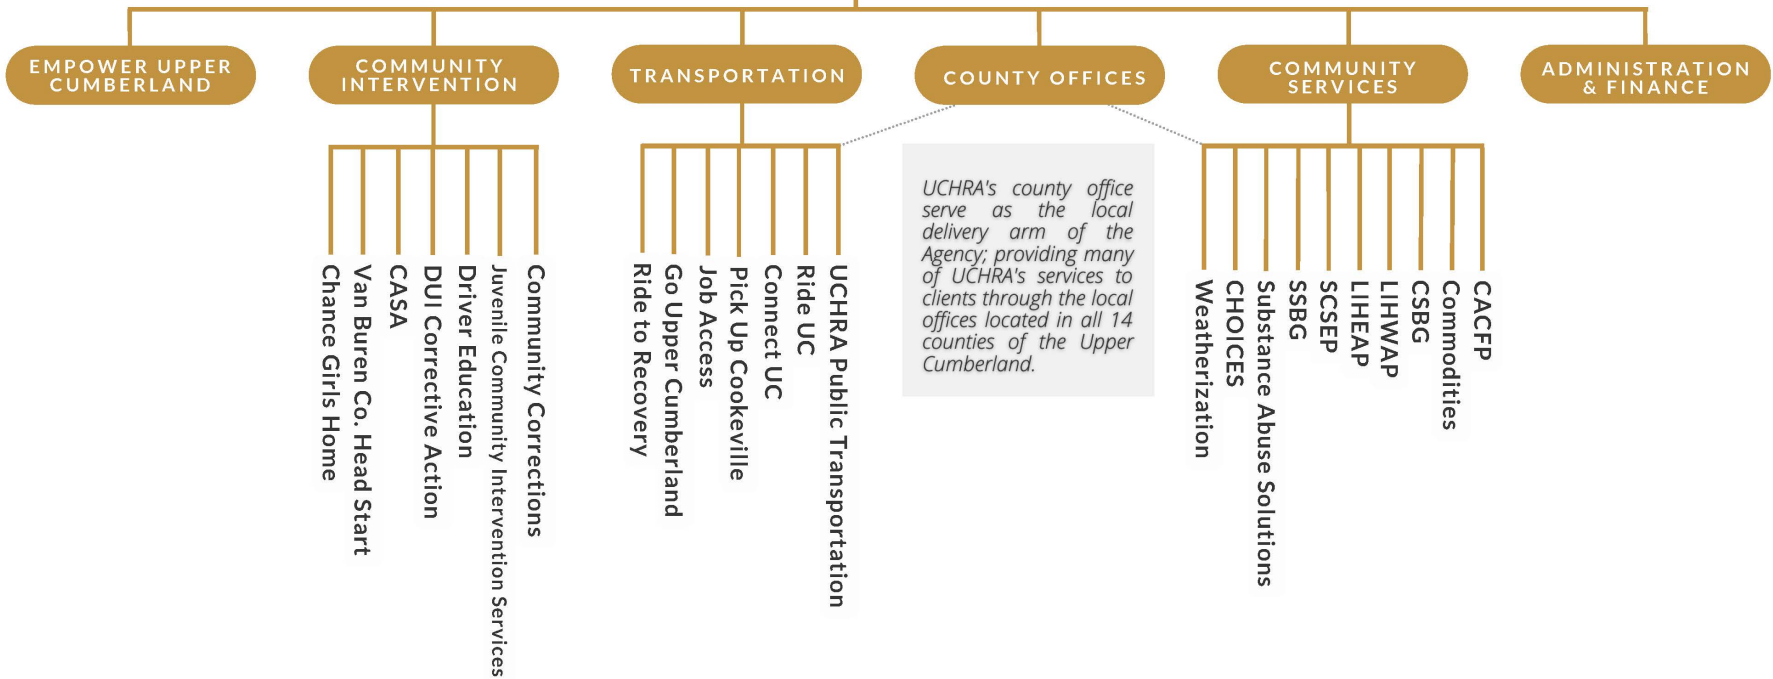 EMPOWER UPPER
CUMBERLAND
COMMUNITY
INTERVENTION
TRANSPORTATION
COUNTY OFFICES
COMMUNITY
SERVICES
ADMINISTRATION
& FINANCE
Chance Girls Home
Van Buren Co. Head Start
CASA
DUI Corrective Action
Driver Education
Juvenile Community Intervention Services
Community Corrections
Ride to Recovery
Go Upper Cumberland
Job Access
Pick Up Cookeville
Connect UC
Ride UC
UCHRA Public Transportation
UCHRA's county office
serve as the local
delivery arm of the
Agency; providing many
of UCHRA's services to
clients through the local
offices located in all 14
counties of the Upper
Cumberland.
Weatherization
CHOICES
Substance Abuse Solutions
SSBG
SCSEP
LIHEAP
LIHWAP
CSBG
Commodities
CACFP